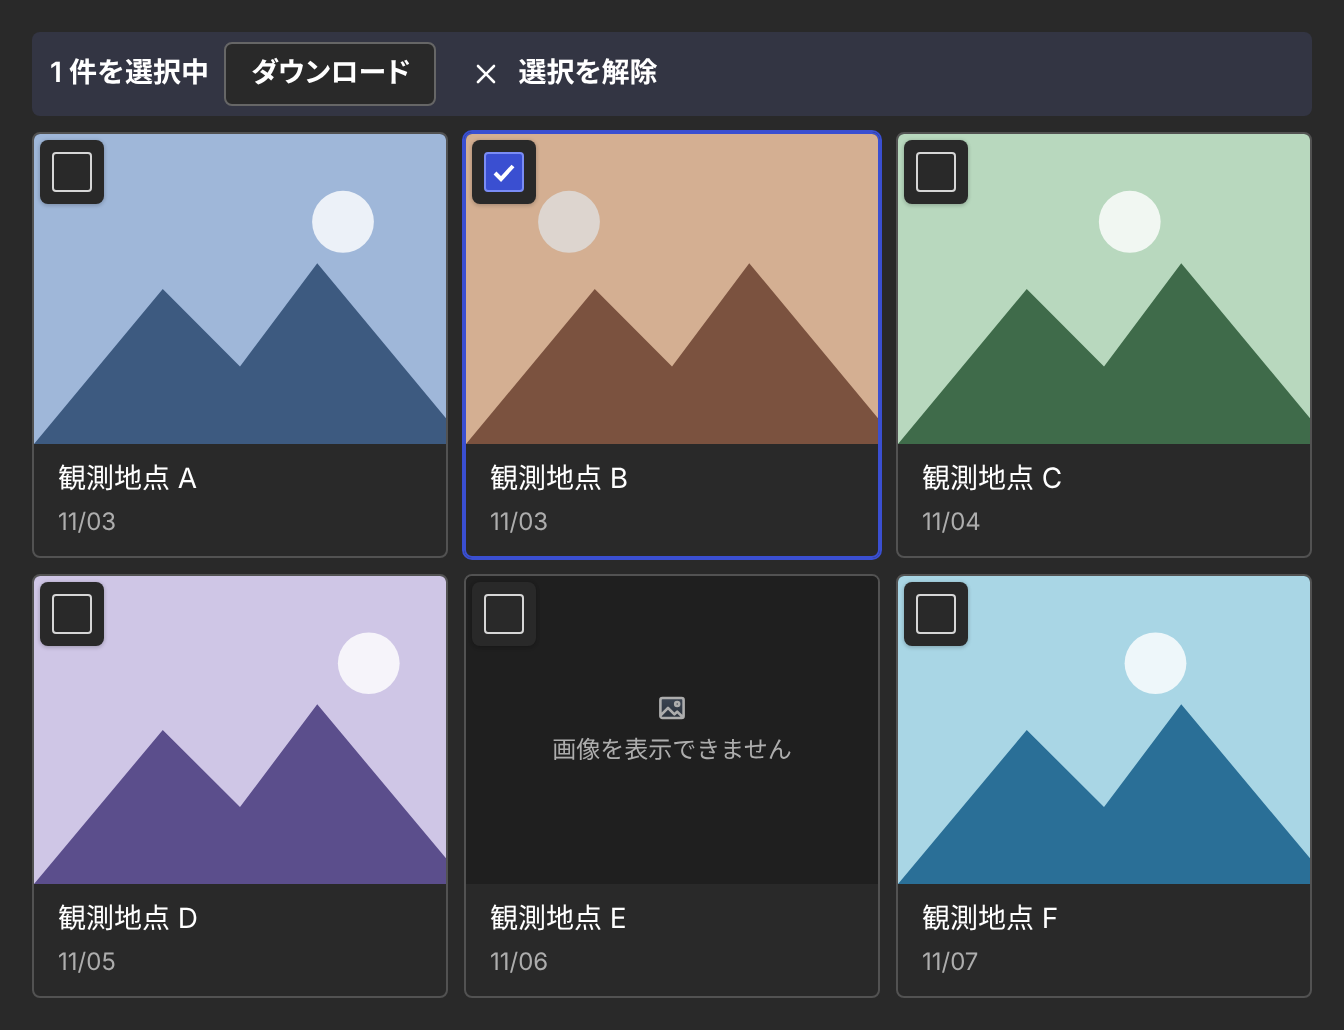 1 件を選択中 ダウンロード 選択を解除
観測地点 A
11/03
観測地点 B
11/03
観測地点 C
11/04
観測地点 D
11/05
画像を表示できません
観測地点 E
11/06
観測地点 F
11/07